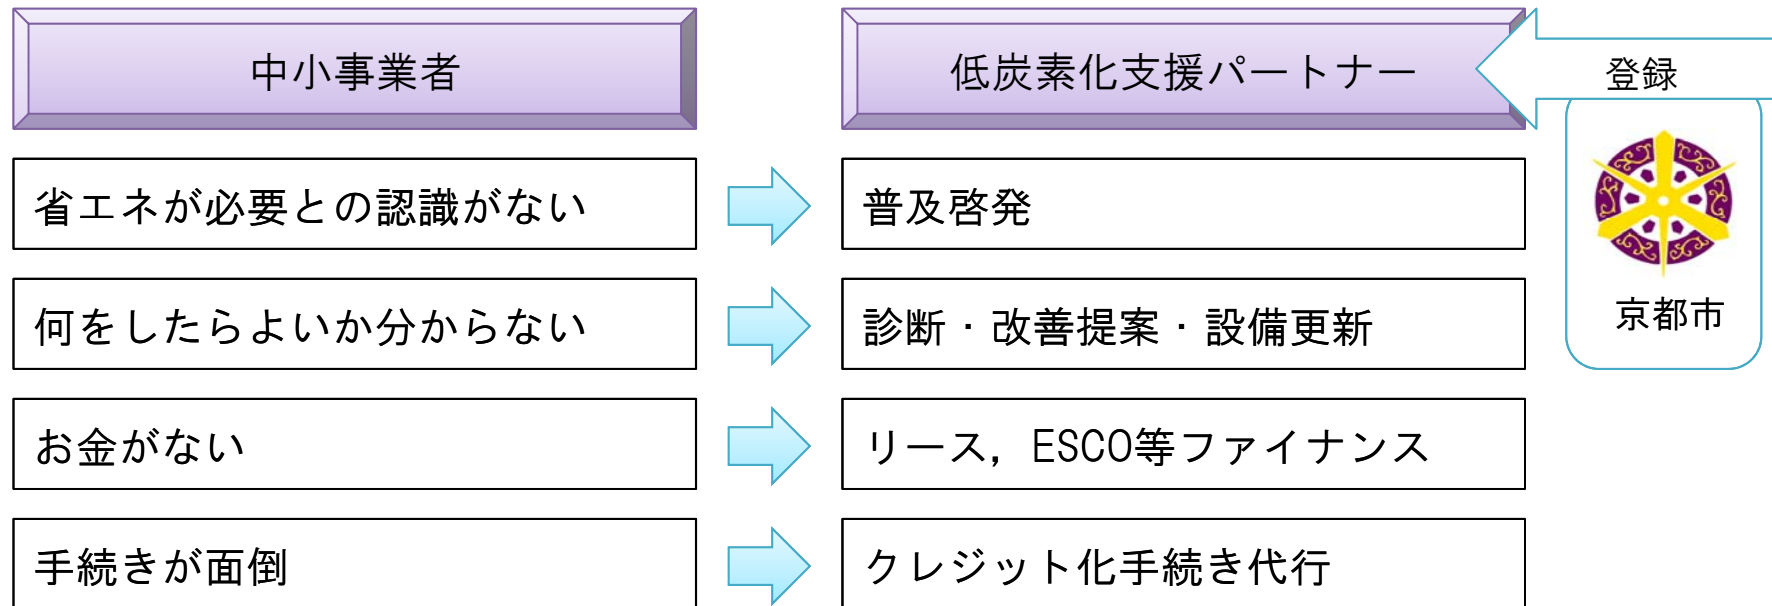 中小事業者
低炭素化支援パートナー
登録
省エネが必要との認識がない
普及啓発
京都市
何をしたらよいか分からない
診断・改善提案・設備更新
お金がない
リース，ESCO等ファイナンス
手続きが面倒
クレジット化手続き代行